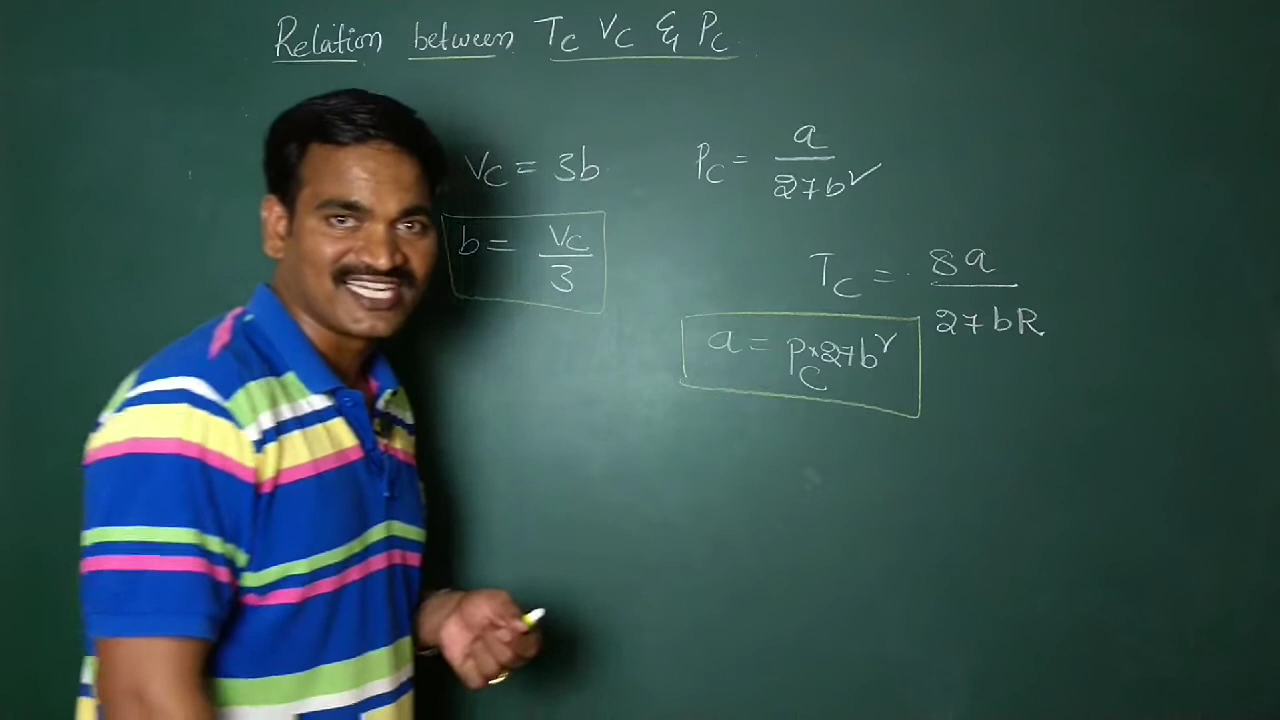 Relation between Tc Vc & Pc
Vc = 3b
b = Vc/3
Pc = a/27b²
Tc = 8a/27bR
a = Pc × 27b²